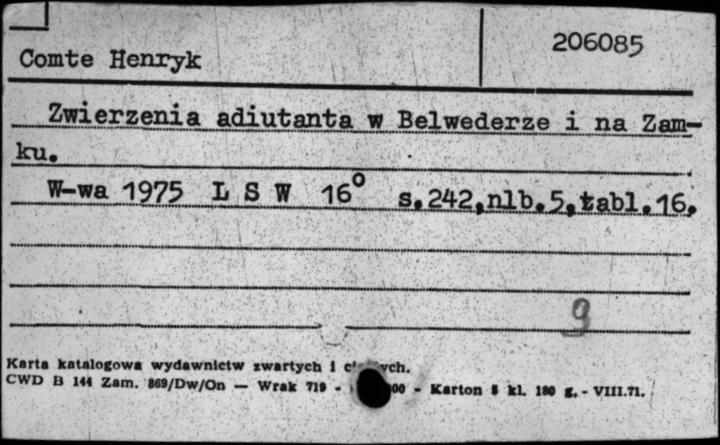 206085
Comte Henryk
Zwierzenia adiutanta w Belwederze i na Zam-
ku.
W-wa 1975 L S W 16° s.242,nlb.5,tabl.16.
9
Karta katalogowa wydawnictw zwartych i
CWD B 144 Zam. 869/Dw/On — Wrak 719 - - Karton kl. 180 g. - VIII.71.